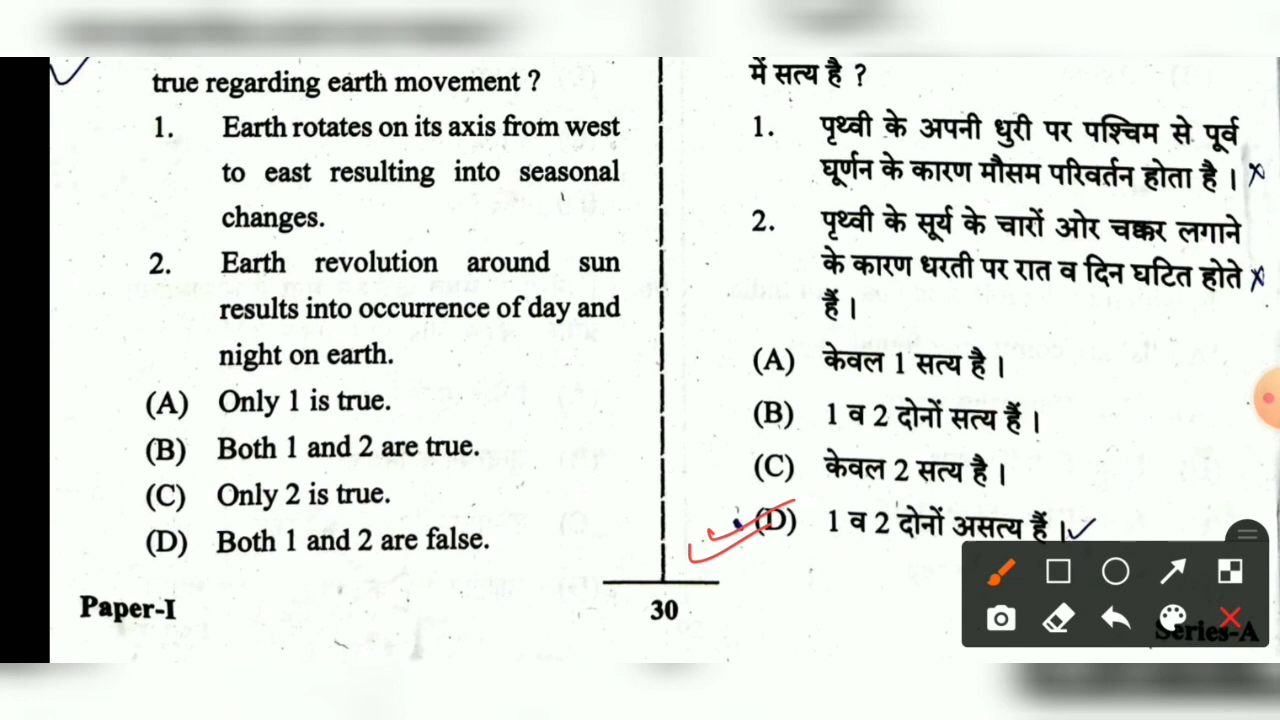 true regarding earth movement ?
1. Earth rotates on its axis from west
to east resulting into seasonal
changes.
2. Earth revolution around sun
results into occurrence of day and
night on earth.
(A) Only 1 is true.
(B) Both 1 and 2 are true.
(C) Only 2 is true.
(D) Both 1 and 2 are false.
में सत्य है ?
1. पृथ्वी के अपनी धुरी पर पश्चिम से पूर्व
घूर्णन के कारण मौसम परिवर्तन होता है ।
2. पृथ्वी के सूर्य के चारों ओर चक्कर लगाने
के कारण धरती पर रात व दिन घटित होते
हैं ।
(A) केवल 1 सत्य है ।
(B) 1 व 2 दोनों सत्य हैं ।
(C) केवल 2 सत्य है ।
(D) 1 व 2 दोनों असत्य हैं ।
Paper-I
30
Series-A